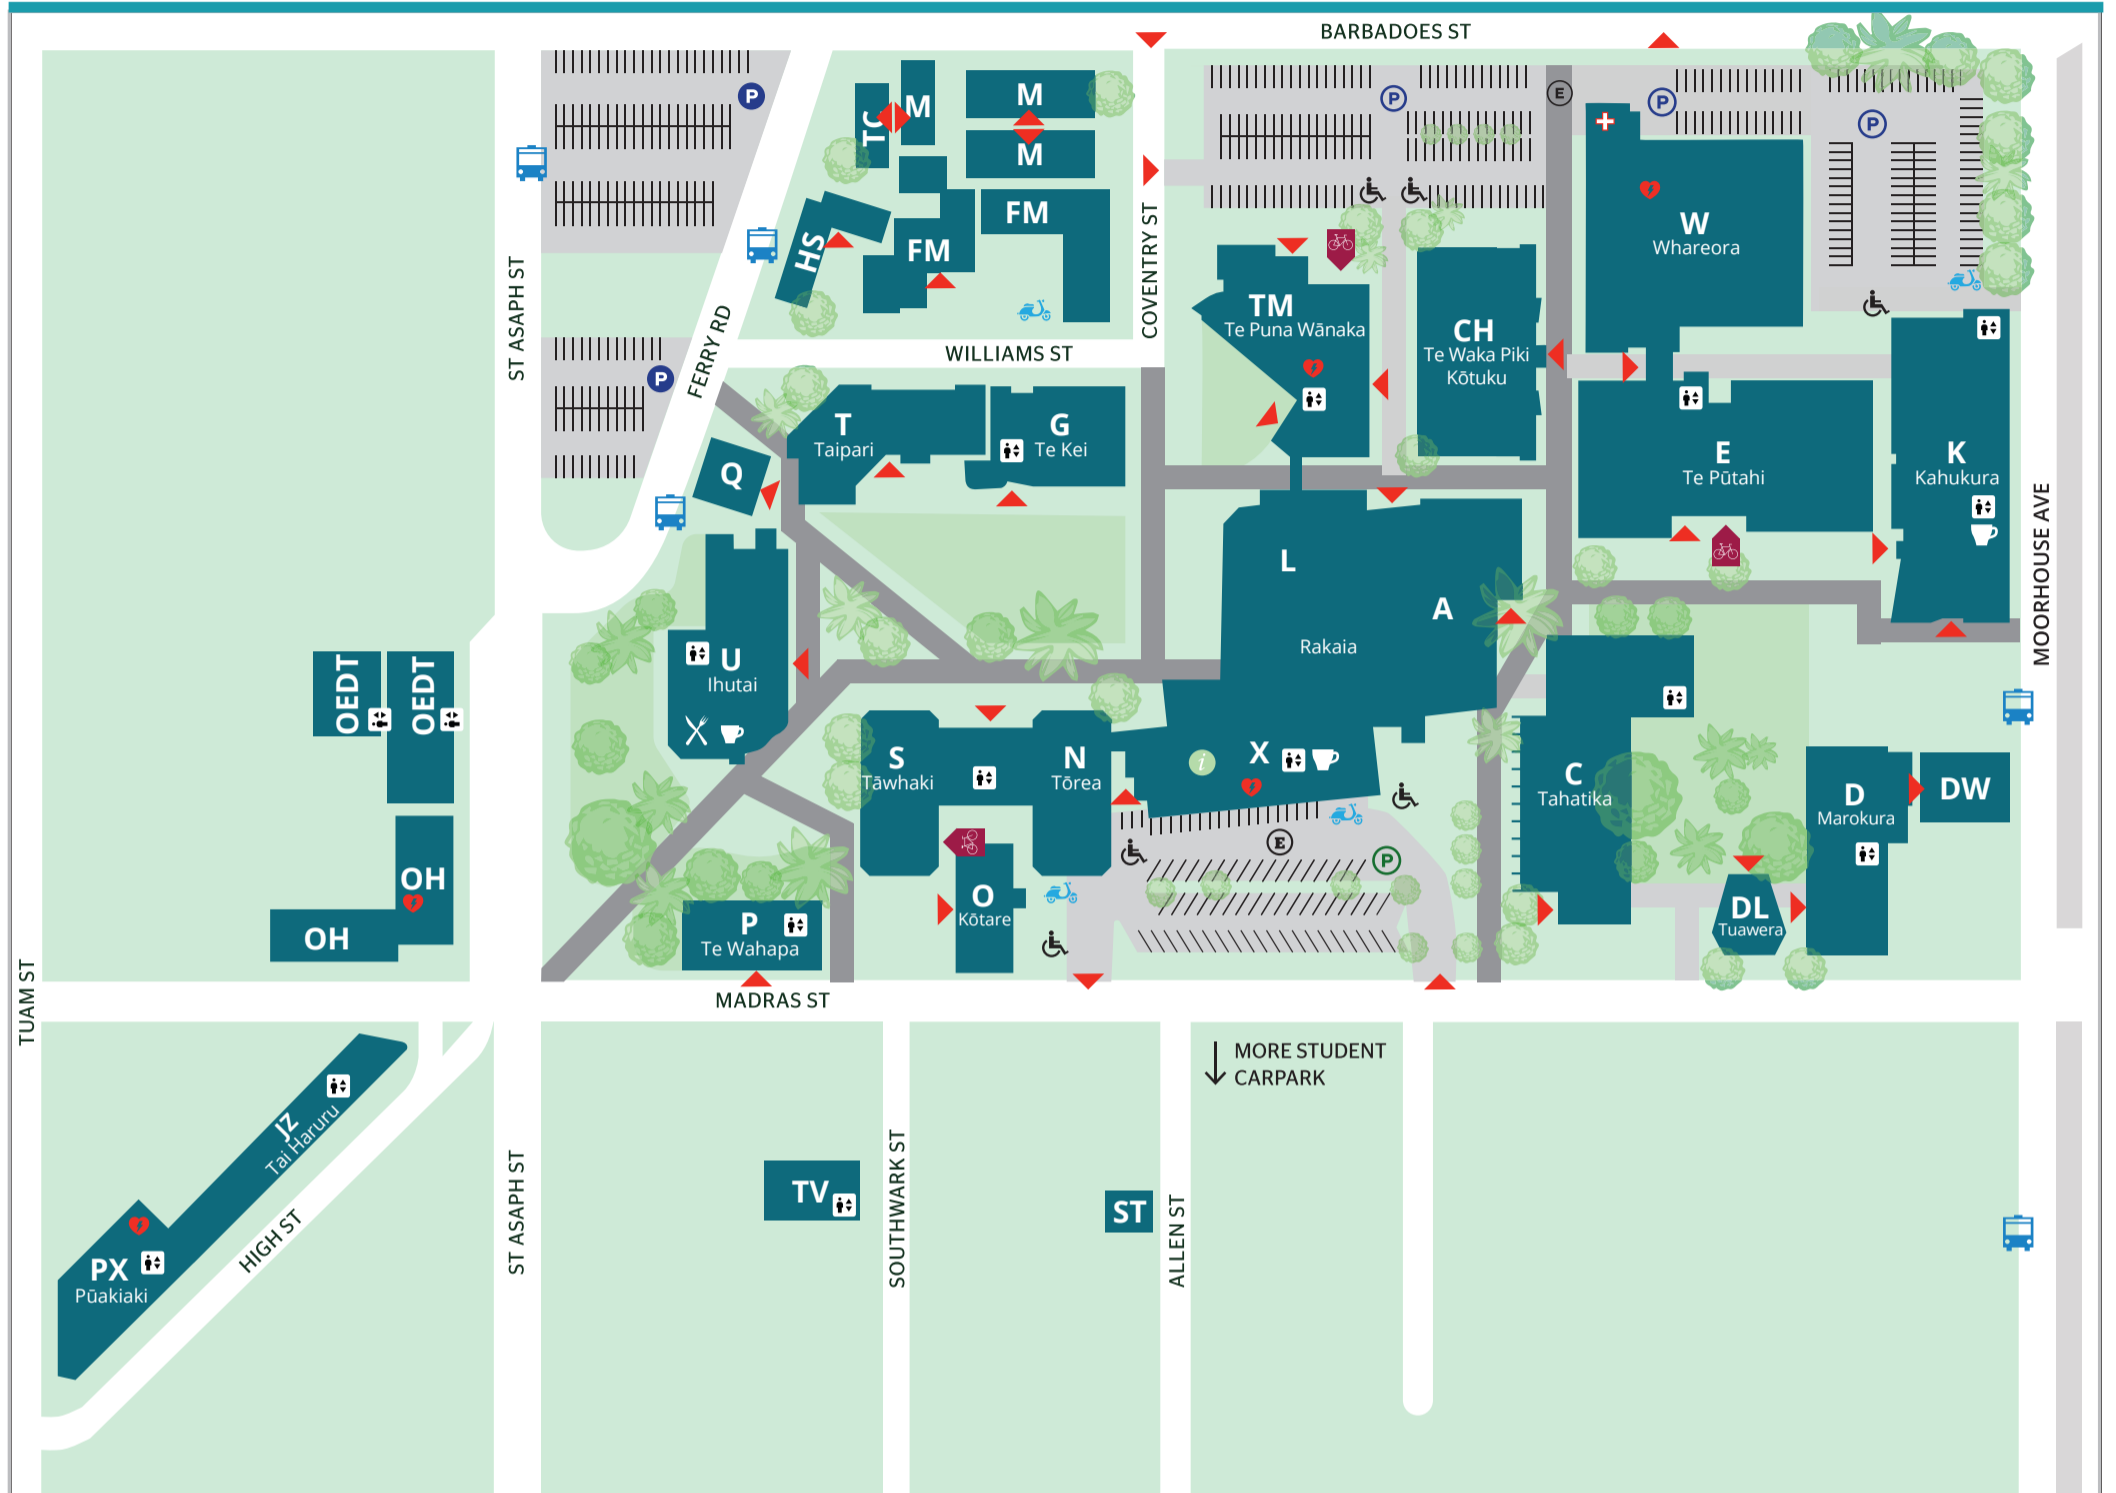 BARBADOES ST
P
TC
M
M
M
P
E
P
P
HS
FM
FM
COVENTRY ST
ST ASAPH ST
FERRY RD
WILLIAMS ST
TM
Te Puna Wānaka
CH
Te Waka Piki
Kōtuku
W
Whareora
P
T
Taipari
G
Te Kei
Q
E
Te Pūtahi
K
Kahukura
MOORHOUSE AVE
L
A
Rakaia
U
Ihutai
OEDT
OEDT
S
Tāwhaki
N
Tōrea
i
X
C
Tahatika
D
Marokura
DW
E
P
OH
OH
O
Kōtare
P
Te Wahapa
DL
Tuawera
TUAM ST
MADRAS ST
MORE STUDENT
CARPARK
JZ
Tai Haruru
PX
Pūakiaki
HIGH ST
ST ASAPH ST
TV
SOUTHWARK ST
ST
ALLEN ST